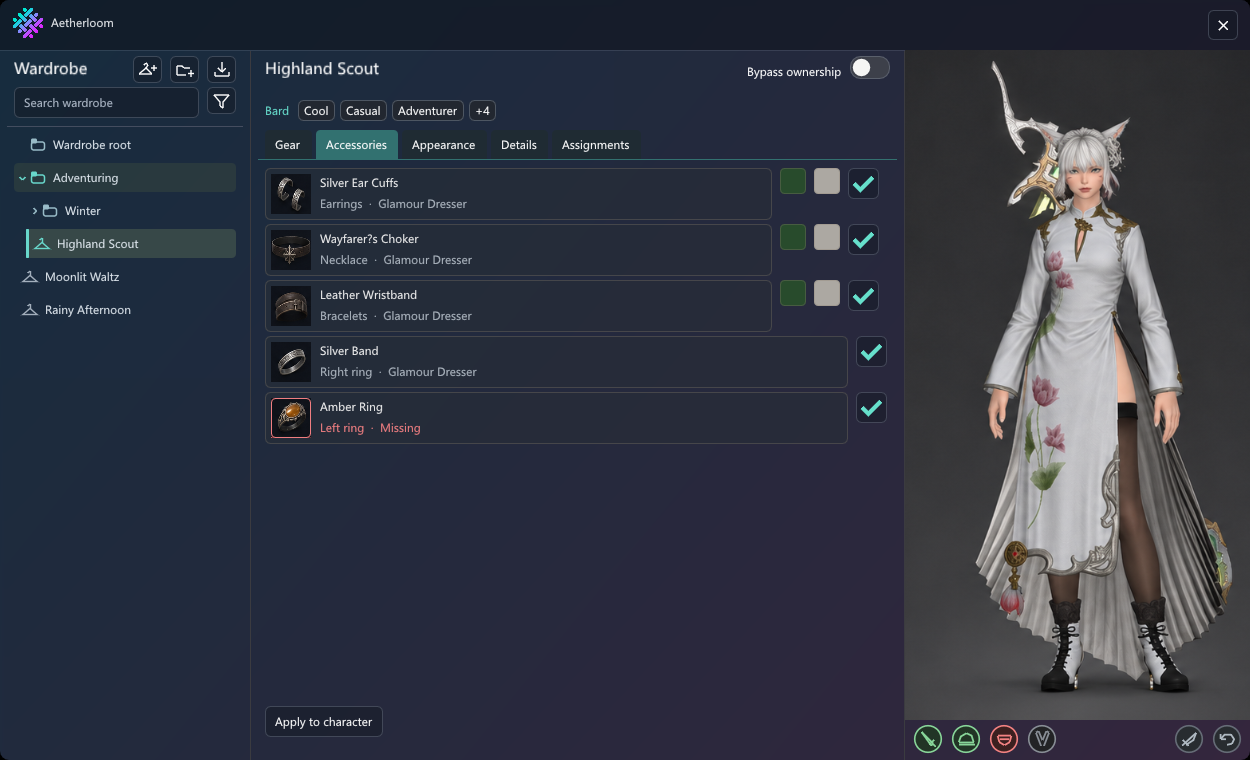 Aetherloom
Wardrobe
Search wardrobe
Wardrobe root
Adventuring
Winter
Highland Scout
Moonlit Waltz
Rainy Afternoon
Highland Scout
Bypass ownership
Bard Cool Casual Adventurer +4
Gear Accessories Appearance Details Assignments
Silver Ear Cuffs
Earrings · Glamour Dresser
Wayfarer?s Choker
Necklace · Glamour Dresser
Leather Wristband
Bracelets · Glamour Dresser
Silver Band
Right ring · Glamour Dresser
Amber Ring
Left ring · Missing
Apply to character